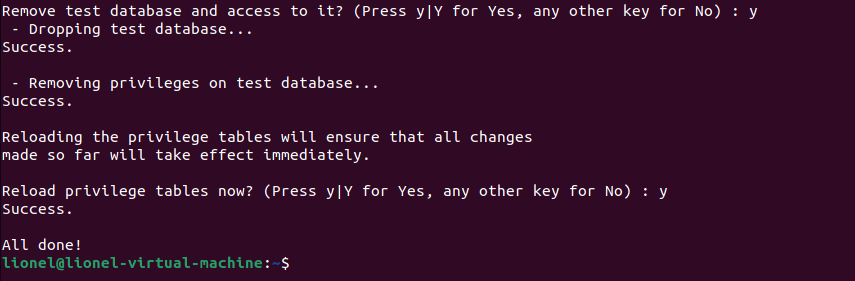 Remove test database and access to it? (Press y|Y for Yes, any other key for No) : y
 - Dropping test database...
Success.
 - Removing privileges on test database...
Success.
Reloading the privilege tables will ensure that all changes
made so far will take effect immediately.
Reload privilege tables now? (Press y|Y for Yes, any other key for No) : y
Success.
All done!
lionel@lionel-virtual-machine:~$